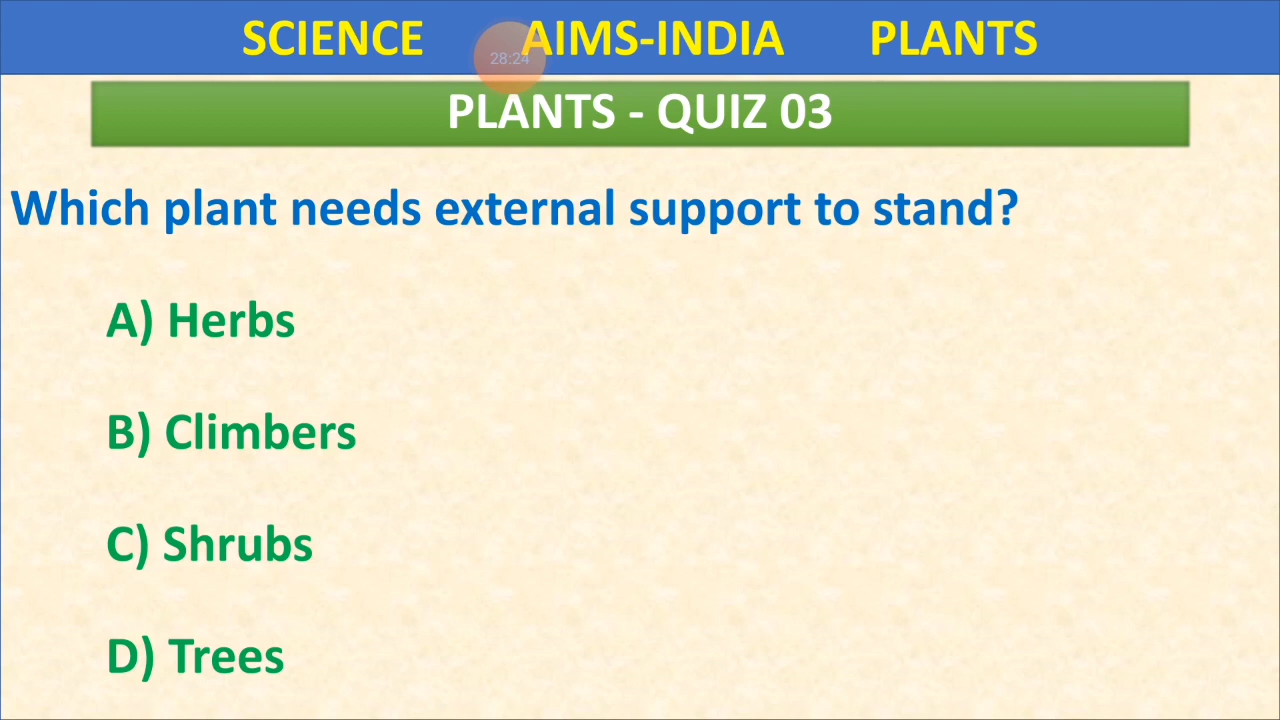 SCIENCE AIMS-INDIA PLANTS
28:24
PLANTS - QUIZ 03
Which plant needs external support to stand?
A) Herbs
B) Climbers
C) Shrubs
D) Trees